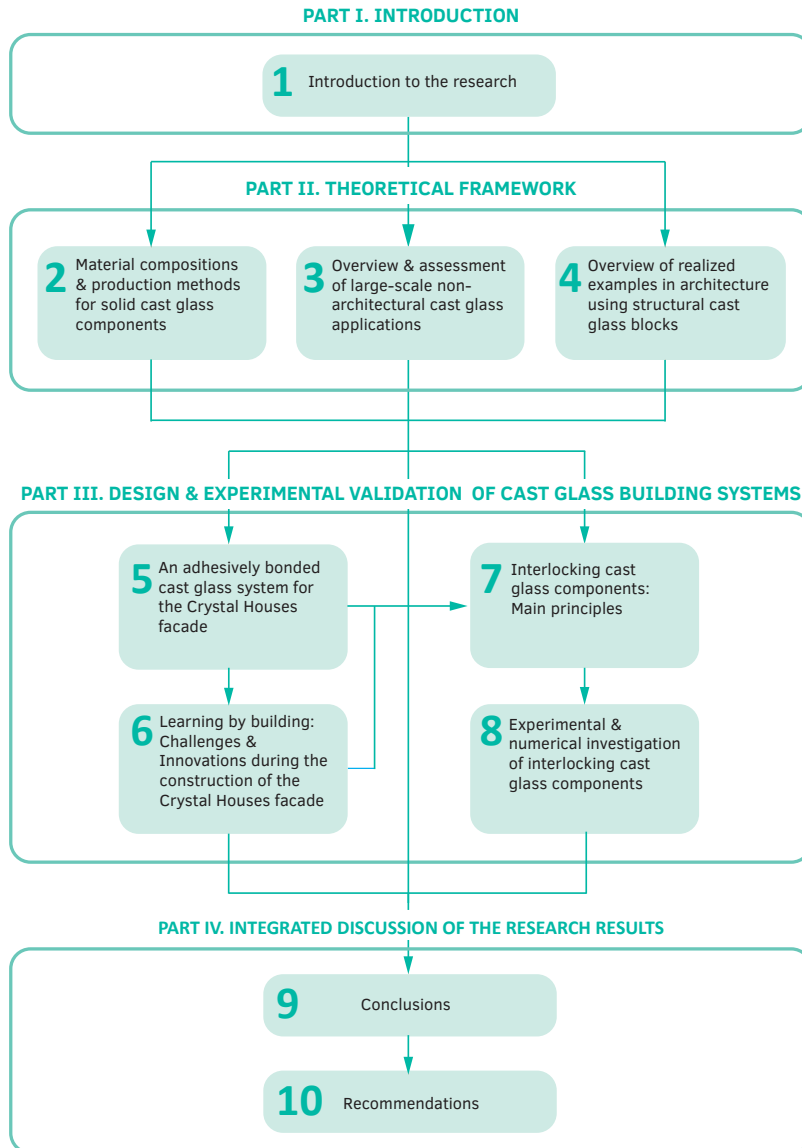 PART I. INTRODUCTION
1 Introduction to the research
PART II. THEORETICAL FRAMEWORK
2 Material compositions
& production methods
for solid cast glass
components
3 Overview & assessment
of large-scale non-
architectural cast glass
applications
4 Overview of realized
examples in architecture
using structural cast
glass blocks
PART III. DESIGN & EXPERIMENTAL VALIDATION OF CAST GLASS BUILDING SYSTEMS
5 An adhesively bonded
cast glass system for
the Crystal Houses
facade
6 Learning by building:
Challenges &
Innovations during the
construction of the
Crystal Houses facade
7 Interlocking cast
glass components:
Main principles
8 Experimental &
numerical investigation
of interlocking cast
glass components
PART IV. INTEGRATED DISCUSSION OF THE RESEARCH RESULTS
9 Conclusions
10 Recommendations